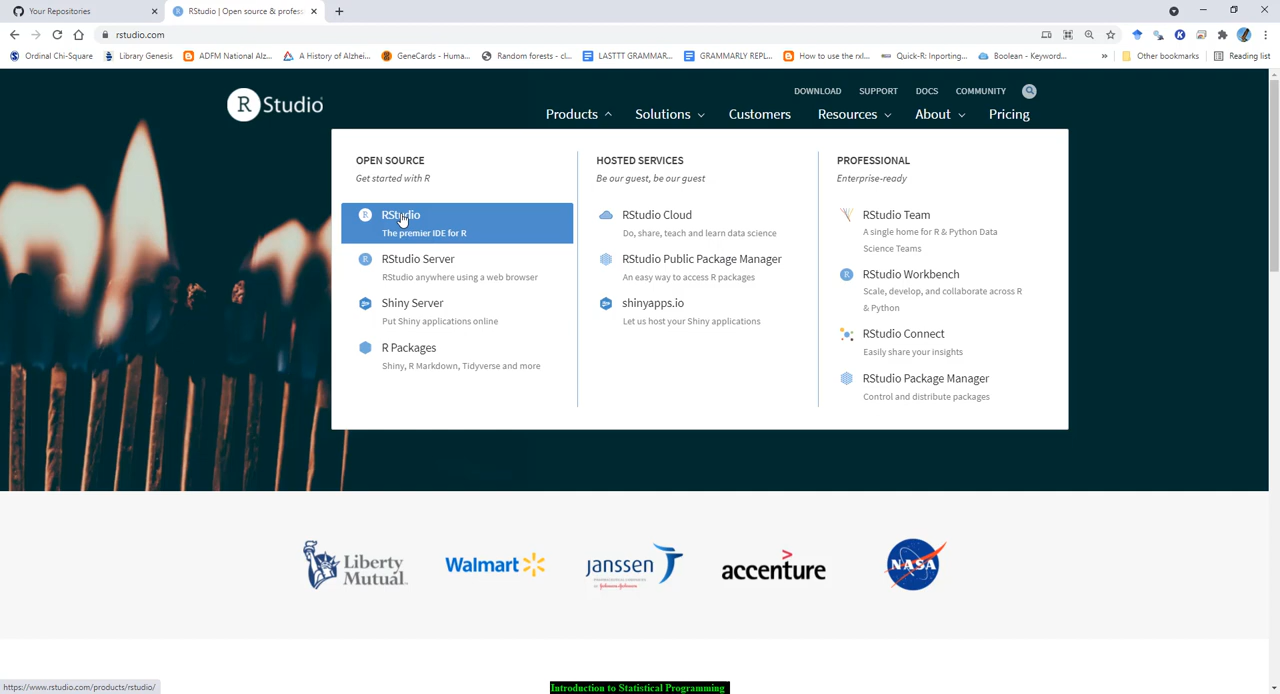 Your Repositories
RStudio | Open source & profess
rstudio.com
Ordinal Chi-Square
Library Genesis
ADFM National Alz...
A History of Alzhei...
GeneCards - Huma...
Random forests - cl...
LASTTT GRAMMAR...
GRAMMARLY REPL...
How to use the rxl...
Quick-R: Inporting...
Boolean - Keyword...
»
Other bookmarks
Reading list
R Studio
DOWNLOAD SUPPORT DOCS COMMUNITY
Products Solutions Customers Resources About Pricing
OPEN SOURCE
Get started with R
RStudio
The premier IDE for R
RStudio Server
RStudio anywhere using a web browser
Shiny Server
Put Shiny applications online
R Packages
Shiny, R Markdown, Tidyverse and more
HOSTED SERVICES
Be our guest, be our guest
RStudio Cloud
Do, share, teach and learn data science
RStudio Public Package Manager
An easy way to access R packages
shinyapps.io
Let us host your Shiny applications
PROFESSIONAL
Enterprise-ready
RStudio Team
A single home for R & Python Data
Science Teams
RStudio Workbench
Scale, develop, and collaborate across R
& Python
RStudio Connect
Easily share your insights
RStudio Package Manager
Control and distribute packages
Liberty
Mutual.
Walmart
janssen
accenture
NASA
https://www.rstudio.com/products/rstudio/
Introduction to Statistical Programming